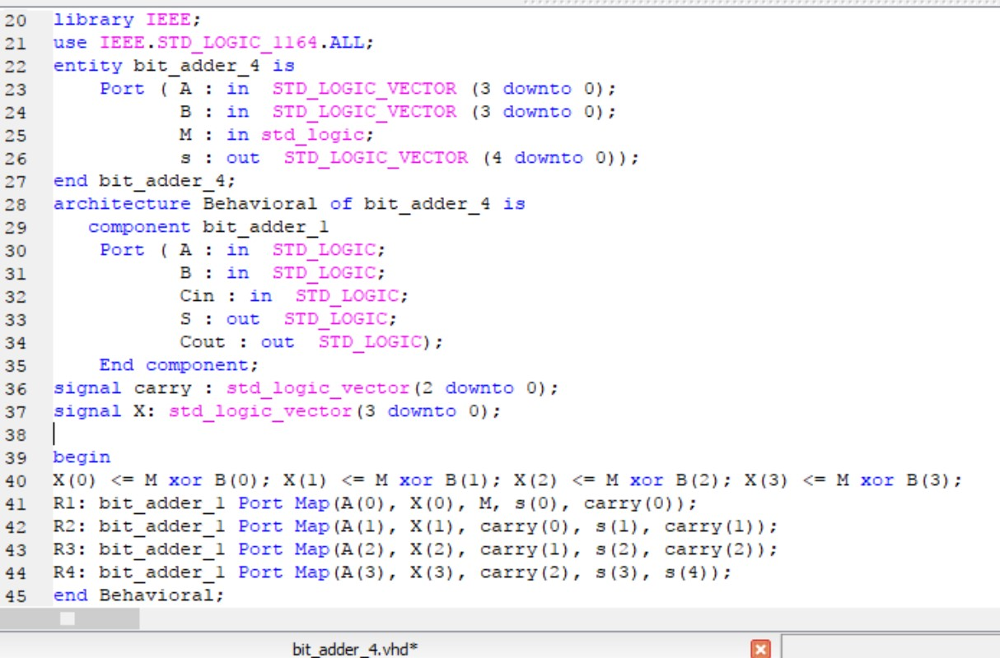 20 library IEEE;
21 use IEEE.STD_LOGIC_1164.ALL;
22 entity bit_adder_4 is
23     Port ( A : in  STD_LOGIC_VECTOR (3 downto 0);
24            B : in  STD_LOGIC_VECTOR (3 downto 0);
25            M : in std_logic;
26            s : out  STD_LOGIC_VECTOR (4 downto 0));
27 end bit_adder_4;
28 architecture Behavioral of bit_adder_4 is
29    component bit_adder_1
30     Port ( A : in  STD_LOGIC;
31            B : in  STD_LOGIC;
32            Cin : in  STD_LOGIC;
33            S : out  STD_LOGIC;
34            Cout : out  STD_LOGIC);
35     End component;
36 signal carry : std_logic_vector(2 downto 0);
37 signal X: std_logic_vector(3 downto 0);
38
39 begin
40 X(0) <= M xor B(0); X(1) <= M xor B(1); X(2) <= M xor B(2); X(3) <= M xor B(3);
41 R1: bit_adder_1 Port Map(A(0), X(0), M, s(0), carry(0));
42 R2: bit_adder_1 Port Map(A(1), X(1), carry(0), s(1), carry(1));
43 R3: bit_adder_1 Port Map(A(2), X(2), carry(1), s(2), carry(2));
44 R4: bit_adder_1 Port Map(A(3), X(3), carry(2), s(3), s(4));
45 end Behavioral;
bit_adder_4.vhd*